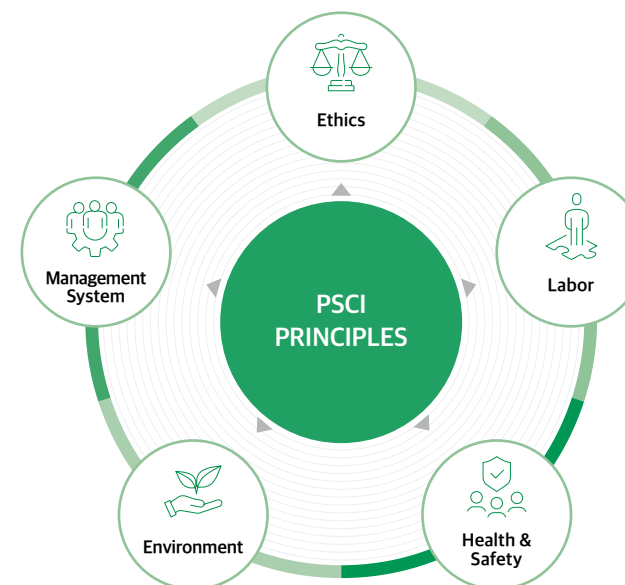 Ethics
Management
System
PSCI
PRINCIPLES
Labor
Environment
Health &
Safety